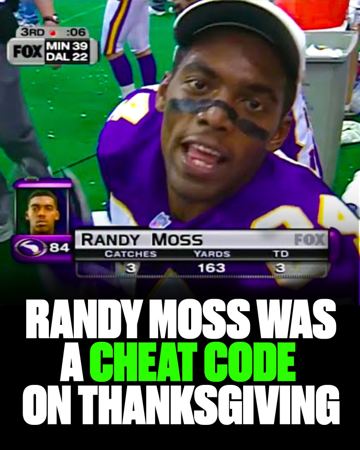 3RD :06
FOX
MIN 39
DAL 22
84
RANDY MOSS FOX
CATCHES YARDS TD
3 163 3
RANDY MOSS WAS
A CHEAT CODE
ON THANKSGIVING